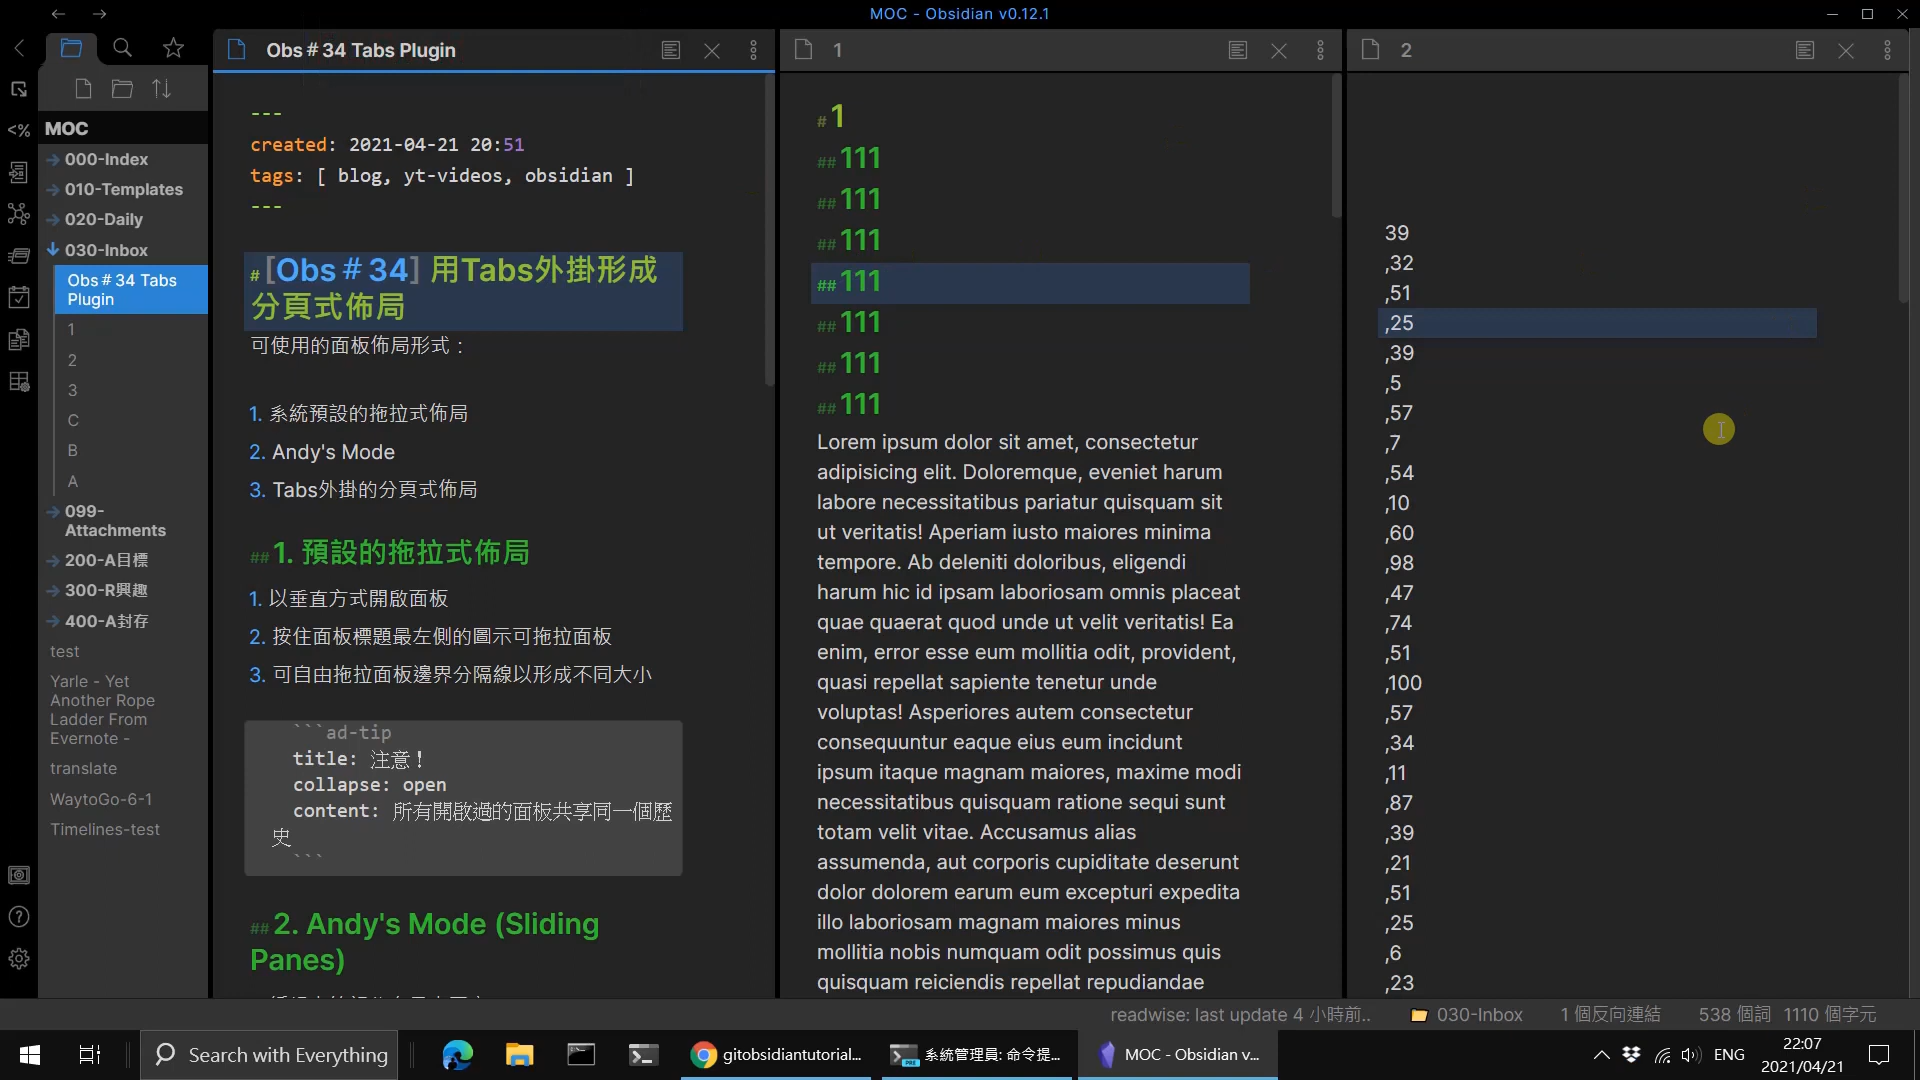 MOC - Obsidian v0.12.1
Obs＃34 Tabs Plugin
1
2
<%
MOC
000-Index
010-Templates
020-Daily
030-Inbox
Obs＃34 Tabs
Plugin
1
2
3
C
B
A
099-
Attachments
200-A目標
300-R興趣
400-A封存
test
Yarle - Yet
Another Rope
Ladder From
Evernote -
translate
WaytoGo-6-1
Timelines-test
---
created: 2021-04-21 20:51
tags: [ blog, yt-videos, obsidian ]
---
# [Obs＃34] 用Tabs外掛形成
分頁式佈局
可使用的面板佈局形式：
1. 系統預設的拖拉式佈局
2. Andy's Mode
3. Tabs外掛的分頁式佈局
## 1. 預設的拖拉式佈局
1. 以垂直方式開啟面板
2. 按住面板標題最左側的圖示可拖拉面板
3. 可自由拖拉面板邊界分隔線以形成不同大小
```ad-tip
title: 注意！
collapse: open
content: 所有開啟過的面板共享同一個歷
史
```
## 2. Andy's Mode (Sliding
Panes)
# 1
## 111
## 111
## 111
## 111
## 111
## 111
## 111
Lorem ipsum dolor sit amet, consectetur
adipisicing elit. Doloremque, eveniet harum
labore necessitatibus pariatur quisquam sit
ut veritatis! Aperiam iusto maiores minima
tempore. Ab deleniti doloribus, eligendi
harum hic id ipsam laboriosam omnis placeat
quae quaerat quod unde ut velit veritatis! Ea
enim, error esse eum mollitia odit, provident,
quasi repellat sapiente tenetur unde
voluptas! Asperiores autem consectetur
consequuntur eaque eius eum incidunt
ipsum itaque magnam maiores, maxime modi
necessitatibus quisquam ratione sequi sunt
totam velit vitae. Accusamus alias
assumenda, aut corporis cupiditate deserunt
dolor dolorem earum eum excepturi expedita
illo laboriosam magnam maiores minus
mollitia nobis numquam odit possimus quis
quisquam reiciendis repellat repudiandae
39
,32
,51
,25
,39
,5
,57
,7
,54
,10
,60
,98
,47
,74
,51
,100
,57
,34
,11
,87
,39
,21
,51
,25
,6
,23
readwise: last update 4 小時前..
030-Inbox
1 個反向連結
538 個詞
1110 個字元
Search with Everything
gitobsidiantutorial...
系統管理員: 命令提...
MOC - Obsidian v...
ENG
22:07
2021/04/21